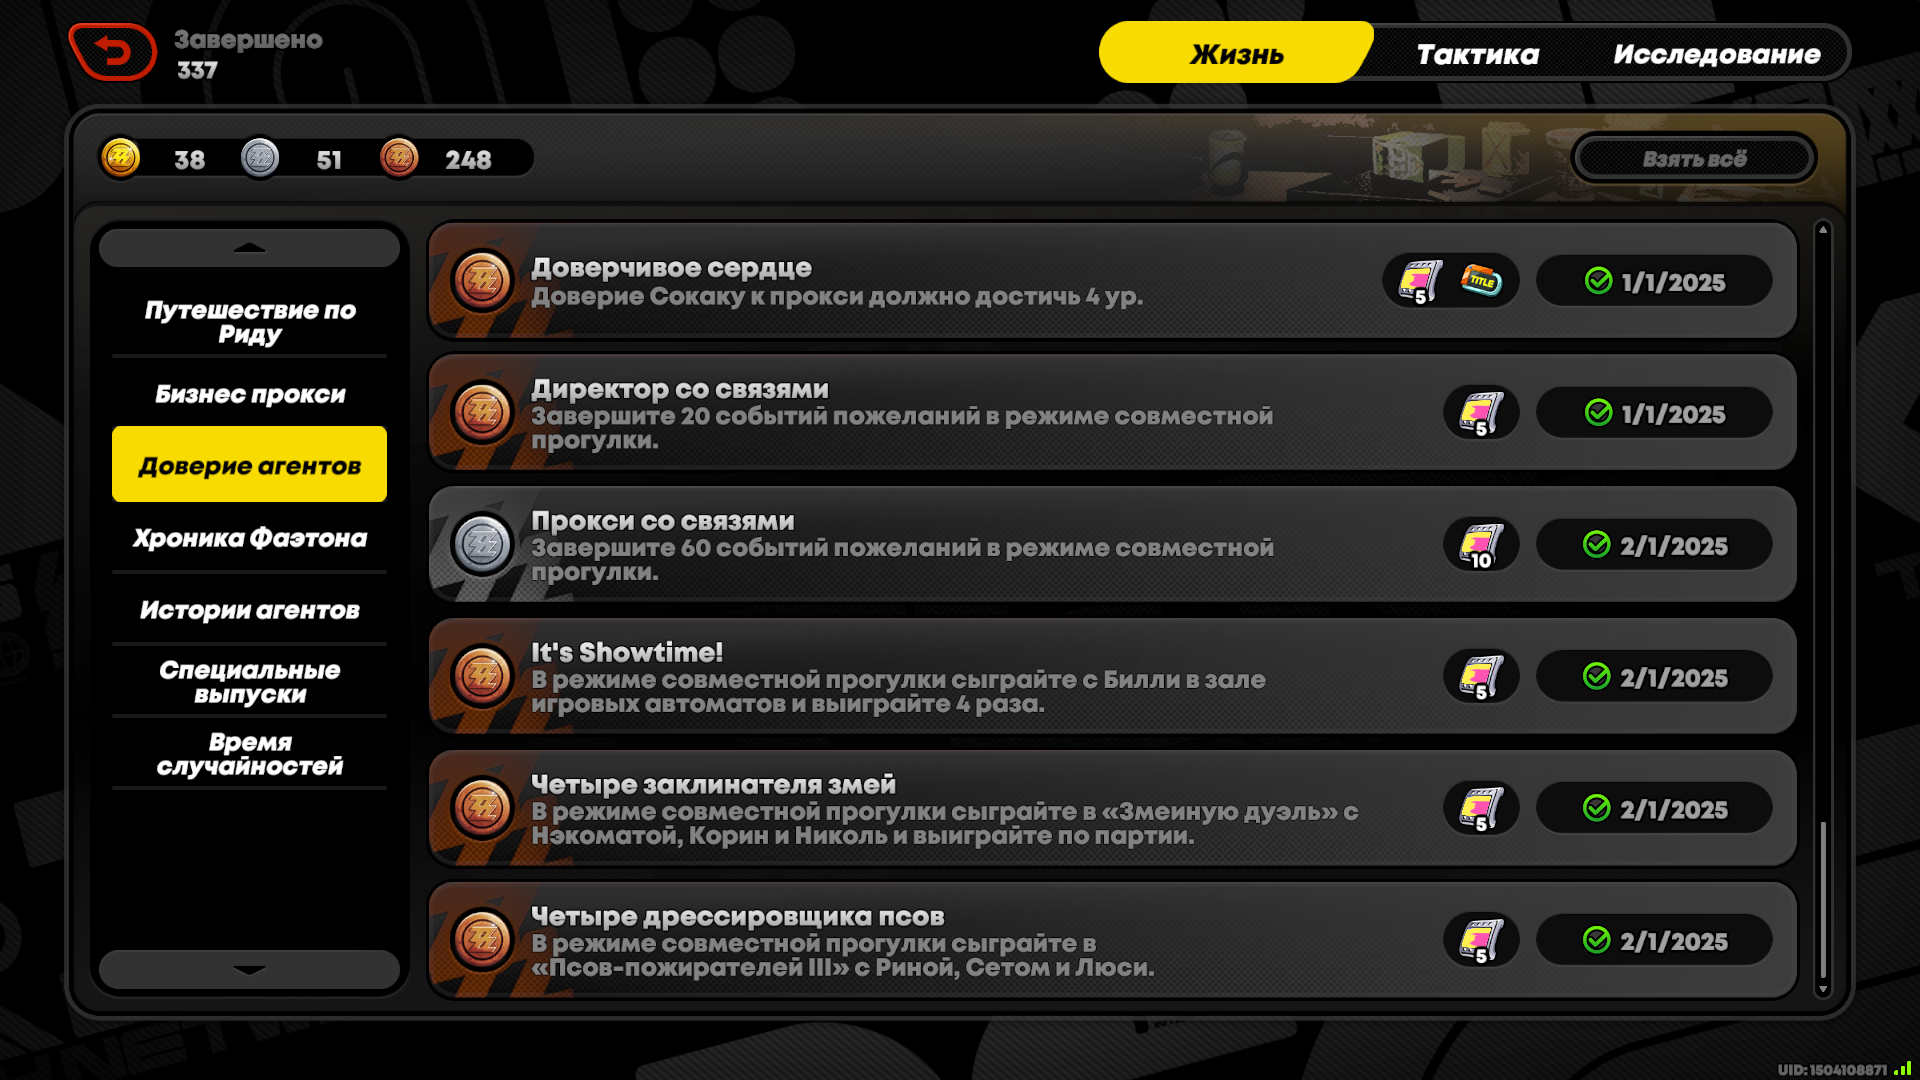 Завершено
337
Жизнь
Тактика
Исследование
38
51
248
Взять всё
Путешествие по
Риду
Бизнес прокси
Доверие агентов
Хроника Фаэтона
Истории агентов
Специальные
выпуски
Время
случайностей
Доверчивое сердце
Доверие Сокаку к прокси должно достичь 4 ур.
5
TITLE
1/1/2025
Директор со связями
Завершите 20 событий пожеланий в режиме совместной
прогулки.
5
1/1/2025
Прокси со связями
Завершите 60 событий пожеланий в режиме совместной
прогулки.
10
2/1/2025
It's Showtime!
В режиме совместной прогулки сыграйте с Билли в зале
игровых автоматов и выиграйте 4 раза.
5
2/1/2025
Четыре заклинателя змей
В режиме совместной прогулки сыграйте в «Змеиную дуэль» с
Нэкоматой, Корин и Николь и выиграйте по партии.
5
2/1/2025
Четыре дрессировщика псов
В режиме совместной прогулки сыграйте в
«Псов-пожирателей III» с Риной, Сетом и Люси.
5
2/1/2025
UID: 1504108871